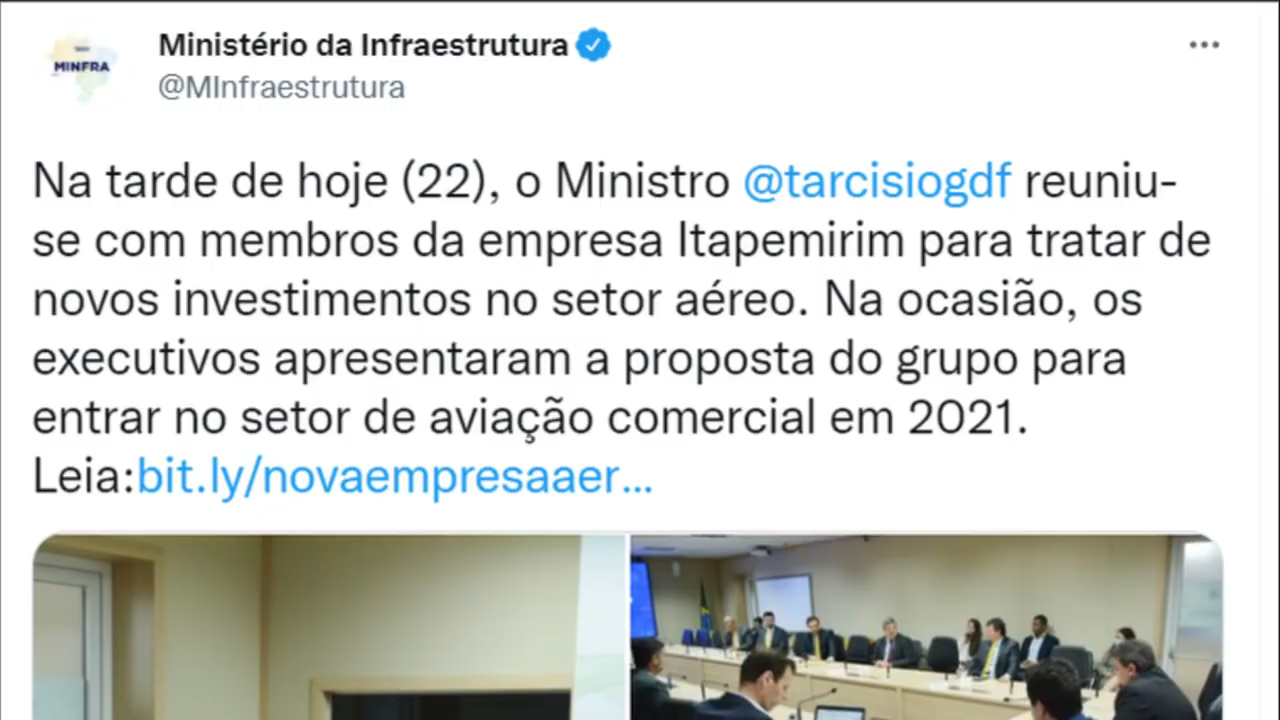 Ministério da Infraestrutura
MINFRA
@MInfraestrutura
Na tarde de hoje (22), o Ministro @tarcisiogdf reuniu-
se com membros da empresa Itapemirim para tratar de
novos investimentos no setor aéreo. Na ocasião, os
executivos apresentaram a proposta do grupo para
entrar no setor de aviação comercial em 2021.
Leia:bit.ly/novaempresaaer...